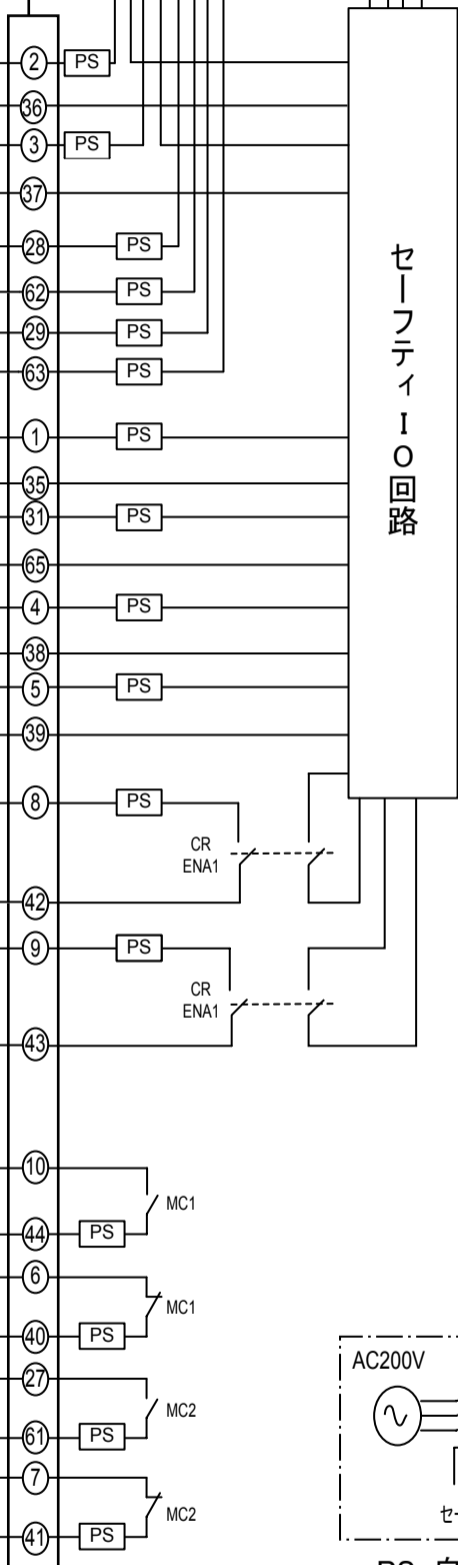 2 PS
36
3 PS
37
28 PS
62 PS
29 PS
63 PS
セーフティIO回路
1 PS
35
31 PS
65
4 PS
38
5 PS
39
8 PS
CR
ENA1
42
9 PS
CR
ENA1
43
10
MC1
44 PS
6
MC1
40 PS
27
MC2
61 PS
7
MC2
41 PS
AC200V
セー